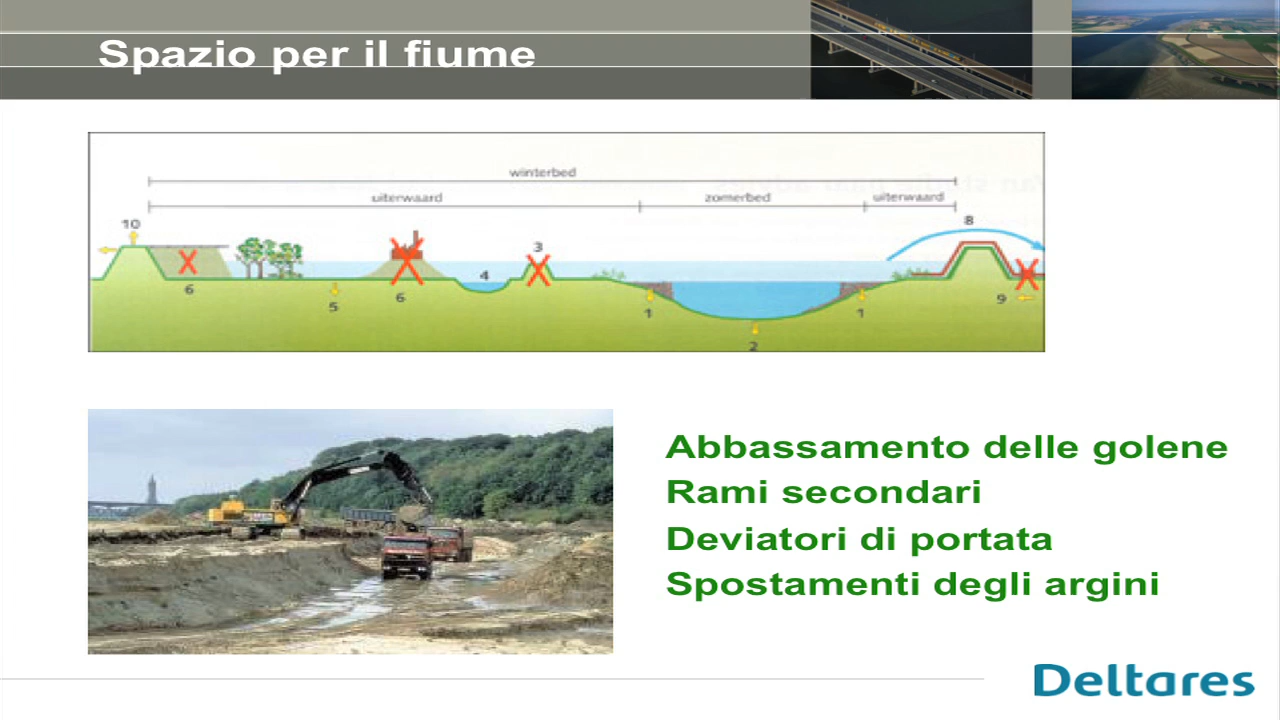 Spazio per il fiume
winterbed
uiterwaard zomerbed uiterwaard
10 3 8
4
6 5 6 1 1 9
2
Abbassamento delle golene
Rami secondari
Deviatori di portata
Spostamenti degli argini
Deltares